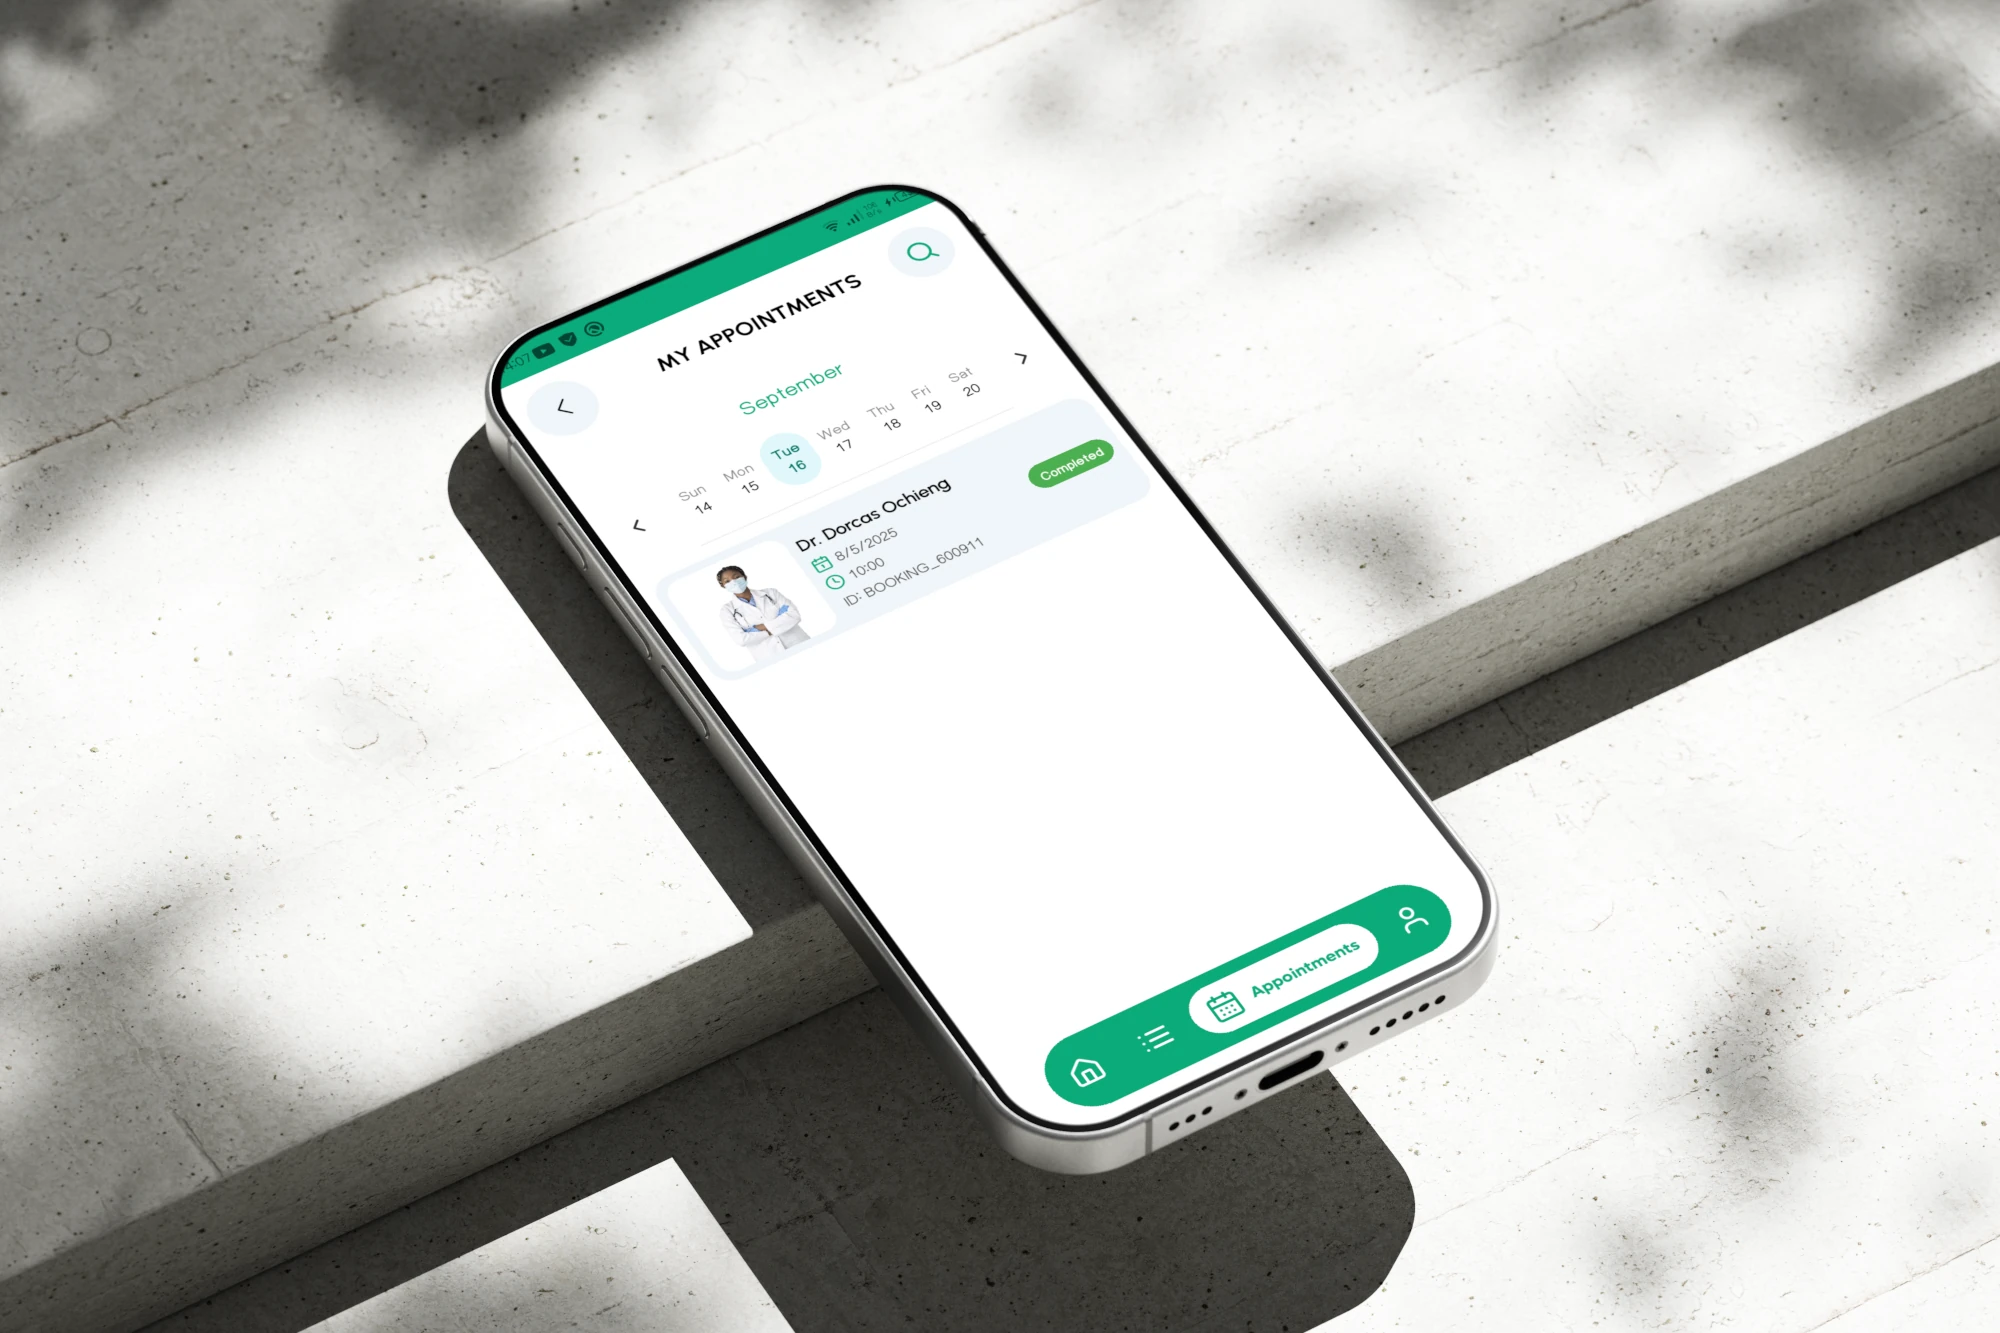 4:07
MY APPOINTMENTS
September
Sun Mon Tue Wed Thu Fri Sat
14 15 16 17 18 19 20
Dr. Dorcas Ochieng
Completed
8/5/2025
10:00
ID: BOOKING_600911
Appointments